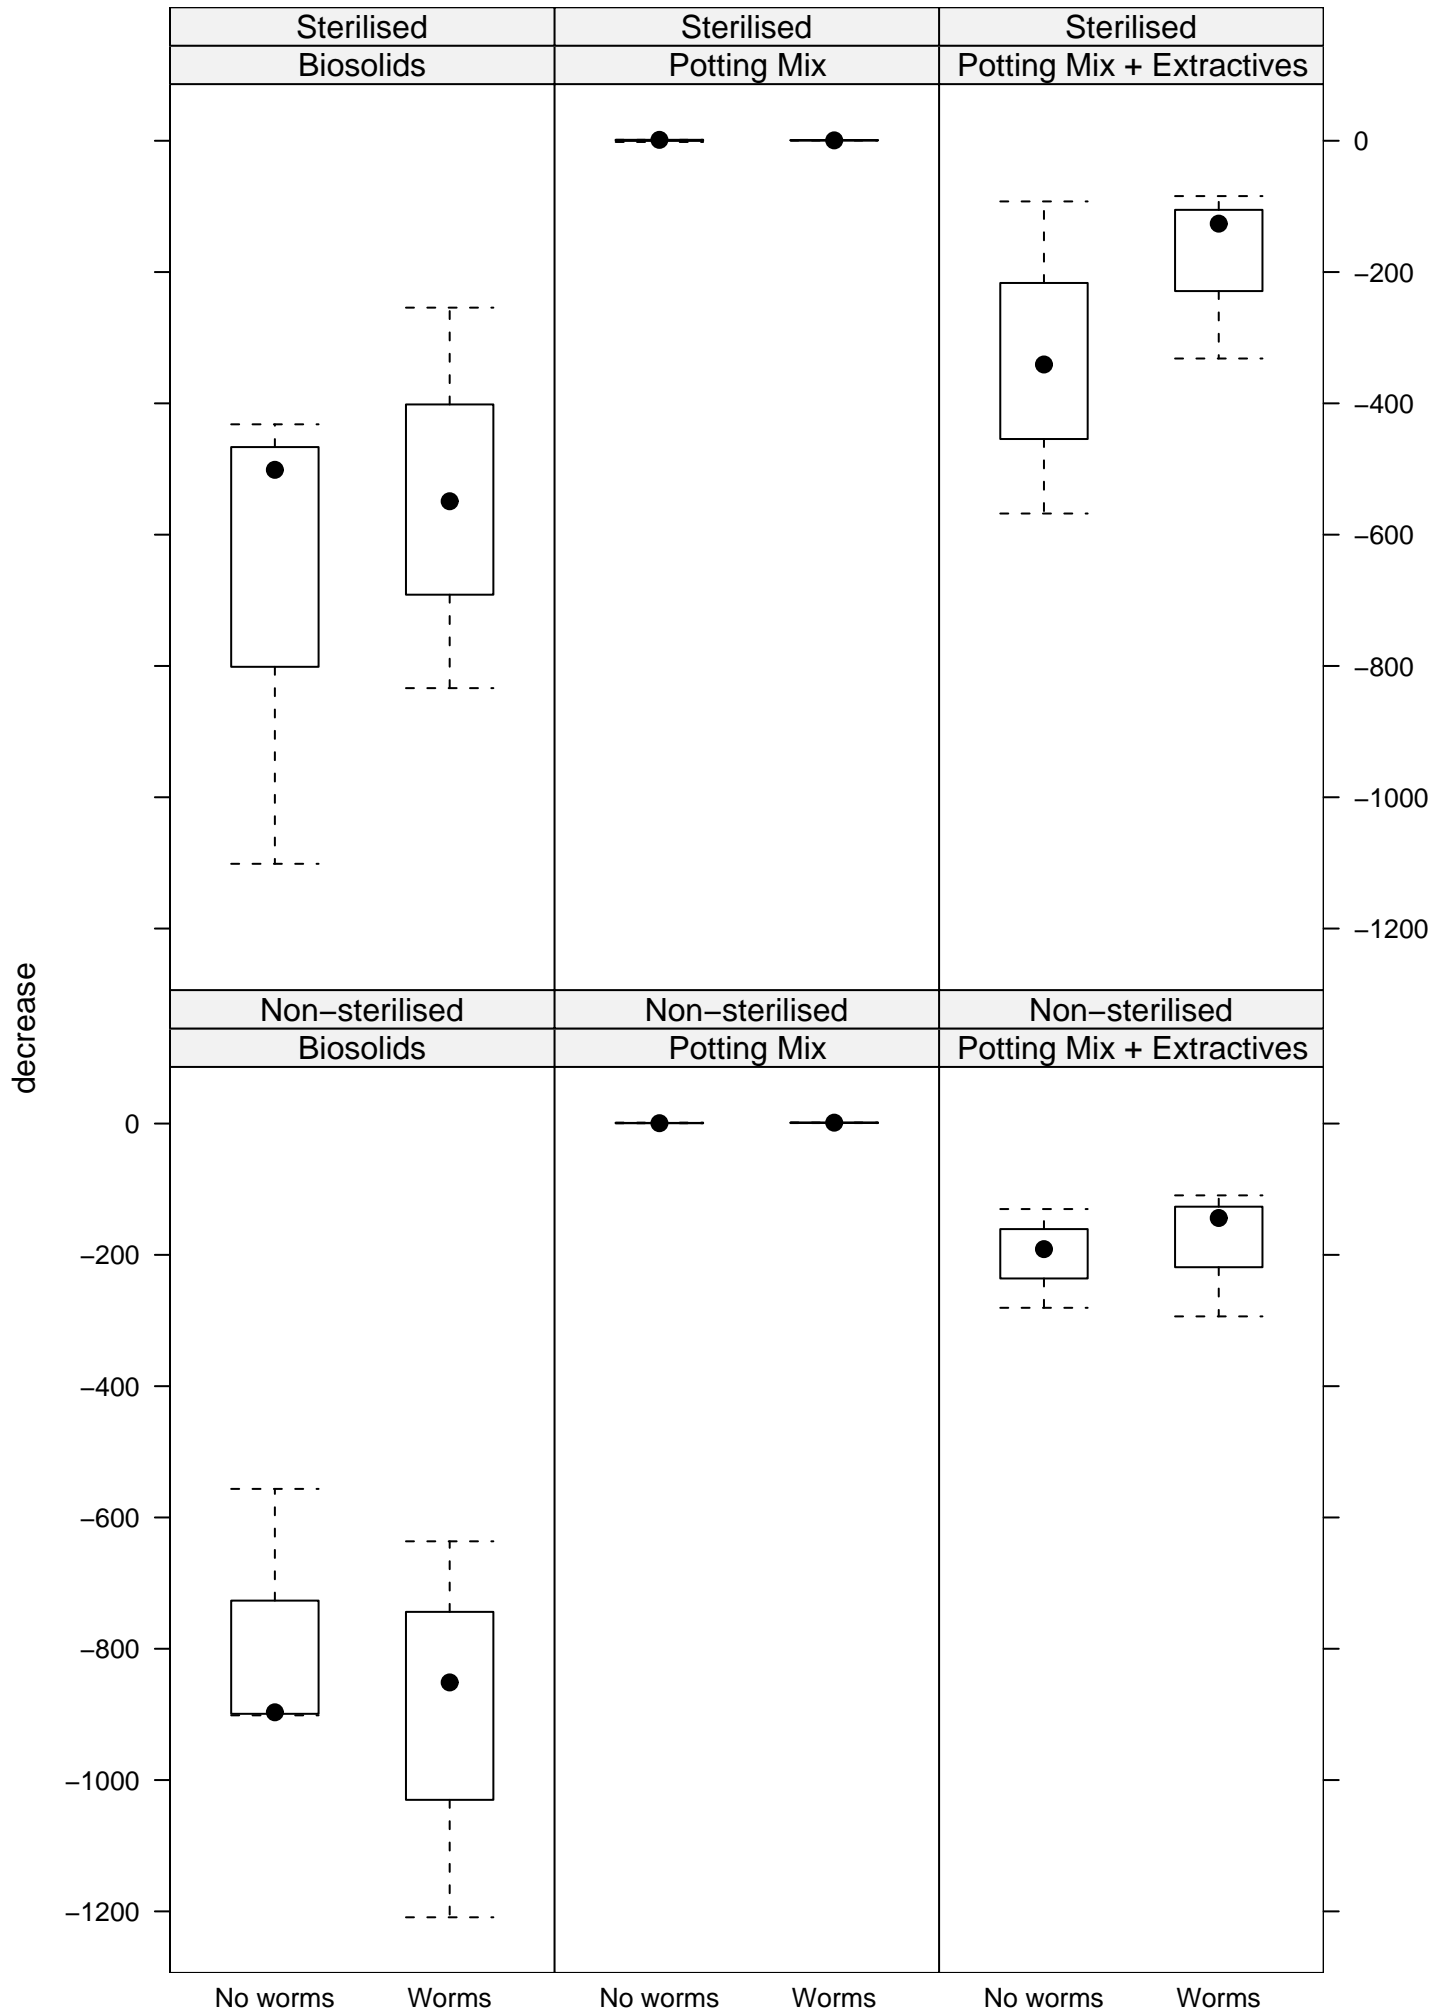 Sterilised Sterilised Sterilised
Biosolids Potting Mix Potting Mix + Extractives
0
−200
−400
−600
−800
−1000
−1200
decrease
Non−sterilised Non−sterilised Non−sterilised
Biosolids Potting Mix Potting Mix + Extractives
0
−200
−400
−600
−800
−1000
−1200
No worms Worms No worms Worms No worms Worms